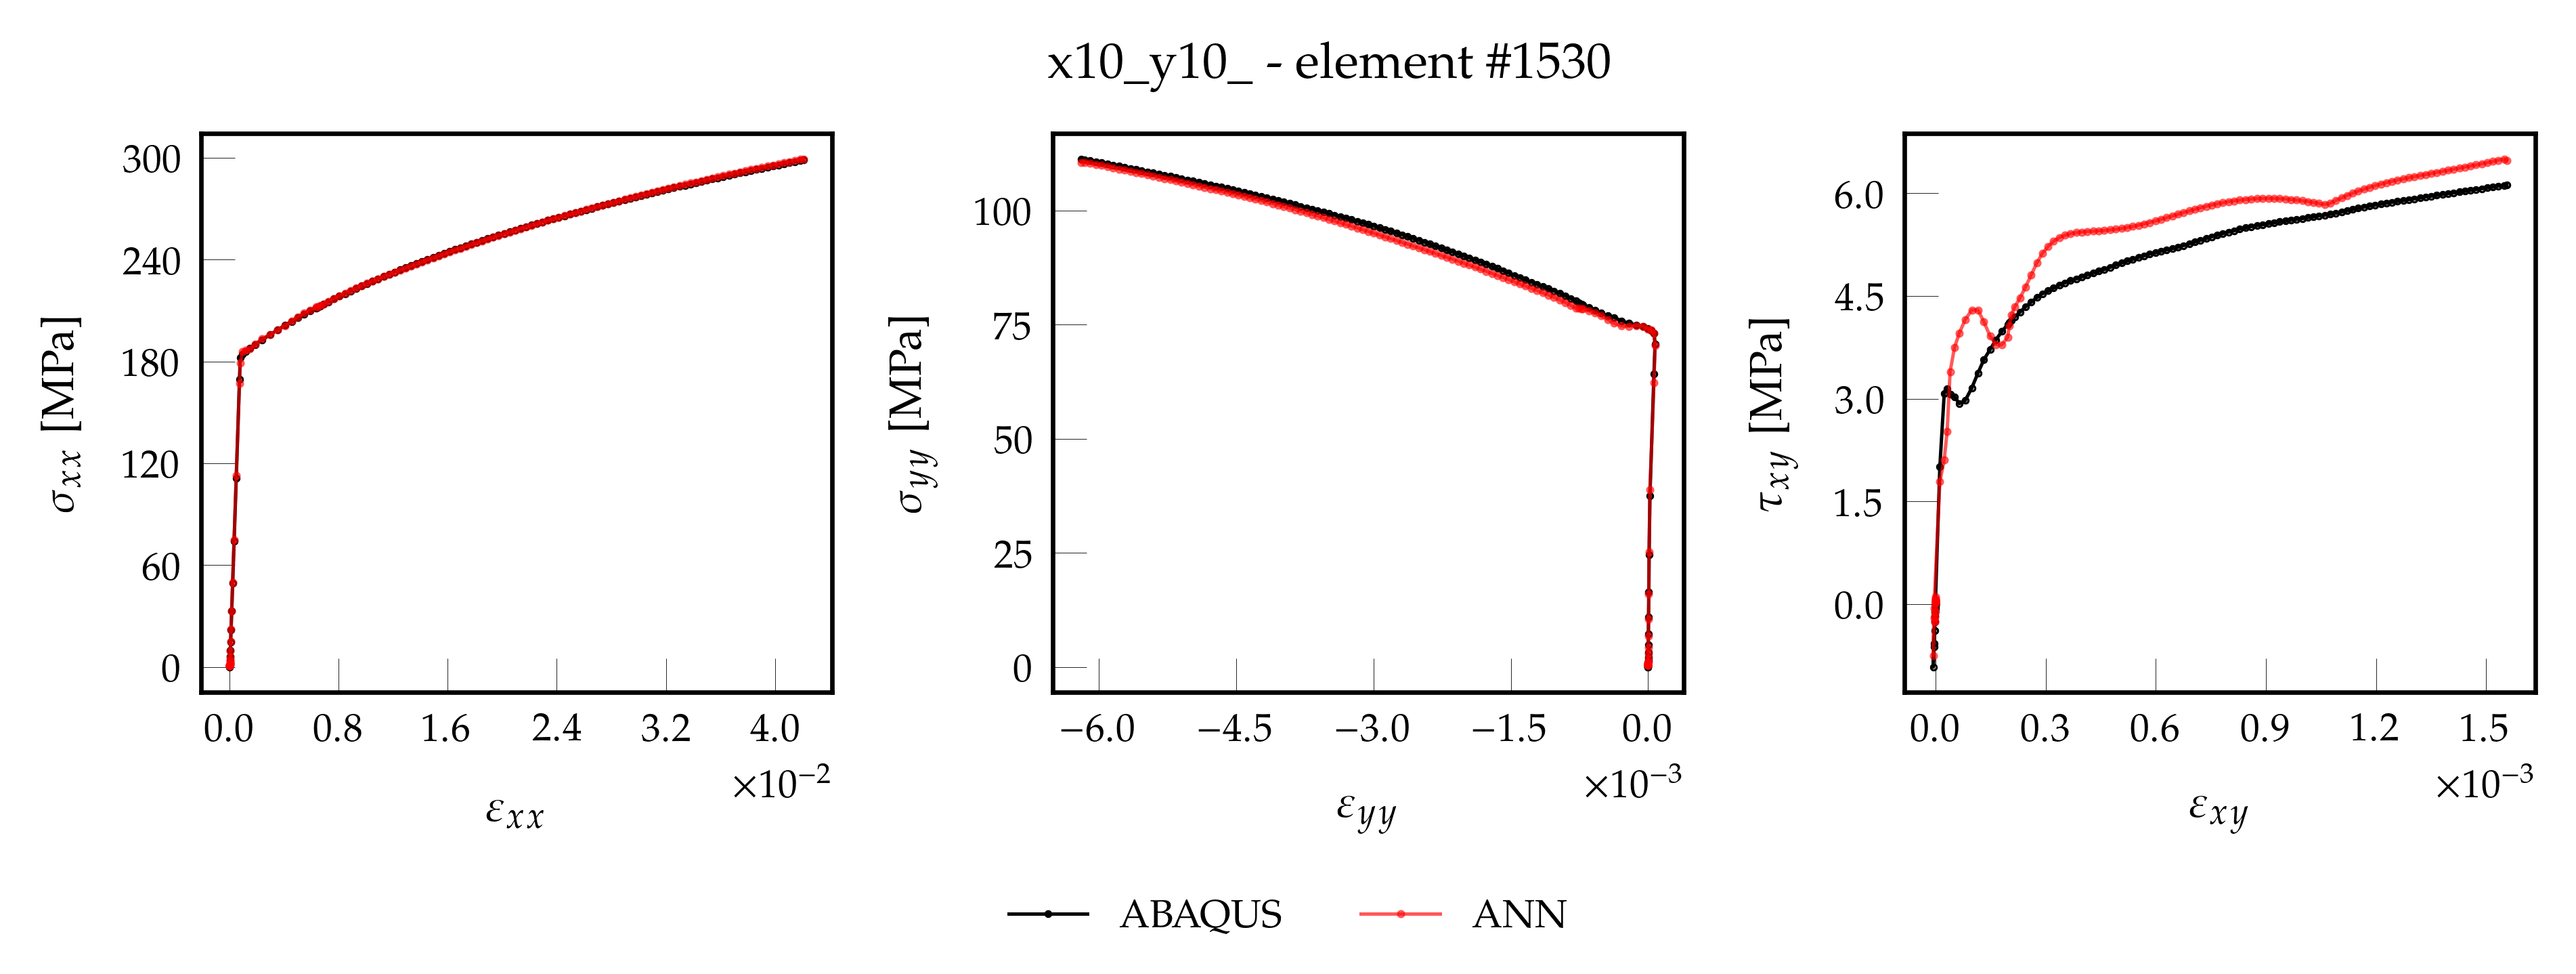 x10_y10_ - element #1530
σxx [MPa]
300
240
180
120
60
0
0.0 0.8 1.6 2.4 3.2 4.0
×10⁻²
εxx
σyy [MPa]
100
75
50
25
0
−6.0 −4.5 −3.0 −1.5 0.0
×10⁻³
εyy
τxy [MPa]
6.0
4.5
3.0
1.5
0.0
0.0 0.3 0.6 0.9 1.2 1.5
×10⁻³
εxy
ABAQUS ANN